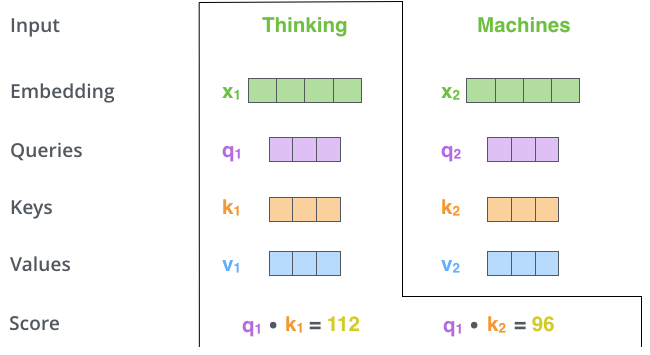 Input Thinking Machines
Embedding x₁ x₂
Queries q₁ q₂
Keys k₁ k₂
Values v₁ v₂
Score q₁ • k₁ = 112 q₁ • k₂ = 96